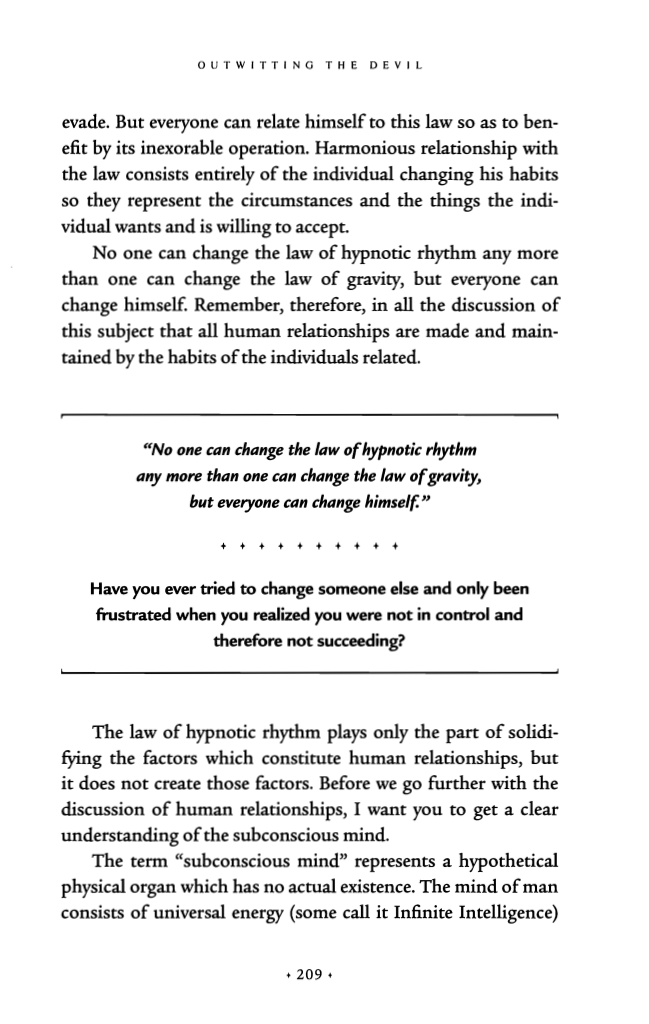 OUTWITTING THE DEVIL
evade. But everyone can relate himself to this law so as to ben-
efit by its inexorable operation. Harmonious relationship with
the law consists entirely of the individual changing his habits
so they represent the circumstances and the things the indi-
vidual wants and is willing to accept.
No one can change the law of hypnotic rhythm any more
than one can change the law of gravity, but everyone can
change himself. Remember, therefore, in all the discussion of
this subject that all human relationships are made and main-
tained by the habits of the individuals related.
“No one can change the law of hypnotic rhythm
any more than one can change the law of gravity,
but everyone can change himself.”
Have you ever tried to change someone else and only been
frustrated when you realized you were not in control and
therefore not succeeding?
The law of hypnotic rhythm plays only the part of solidi-
fying the factors which constitute human relationships, but
it does not create those factors. Before we go further with the
discussion of human relationships, I want you to get a clear
understanding of the subconscious mind.
The term “subconscious mind” represents a hypothetical
physical organ which has no actual existence. The mind of man
consists of universal energy (some call it Infinite Intelligence)
209